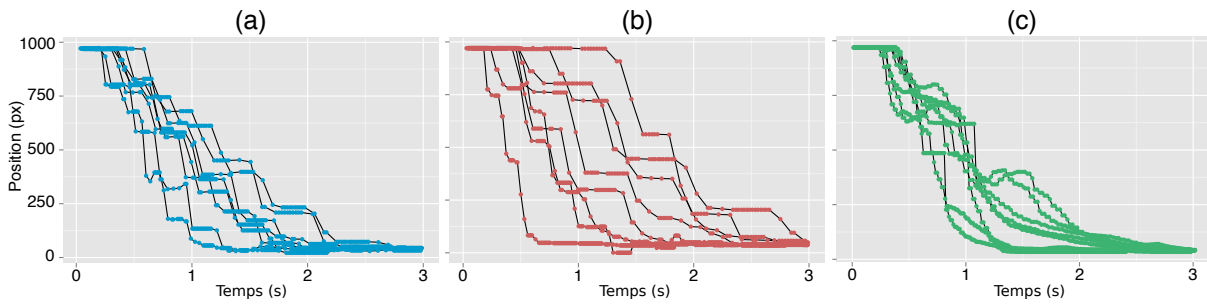 (a) (b) (c)
Position (px)
1000
750
500
250
0
0 1 2 3
0 1 2 3
0 1 2 3
Temps (s) Temps (s) Temps (s)